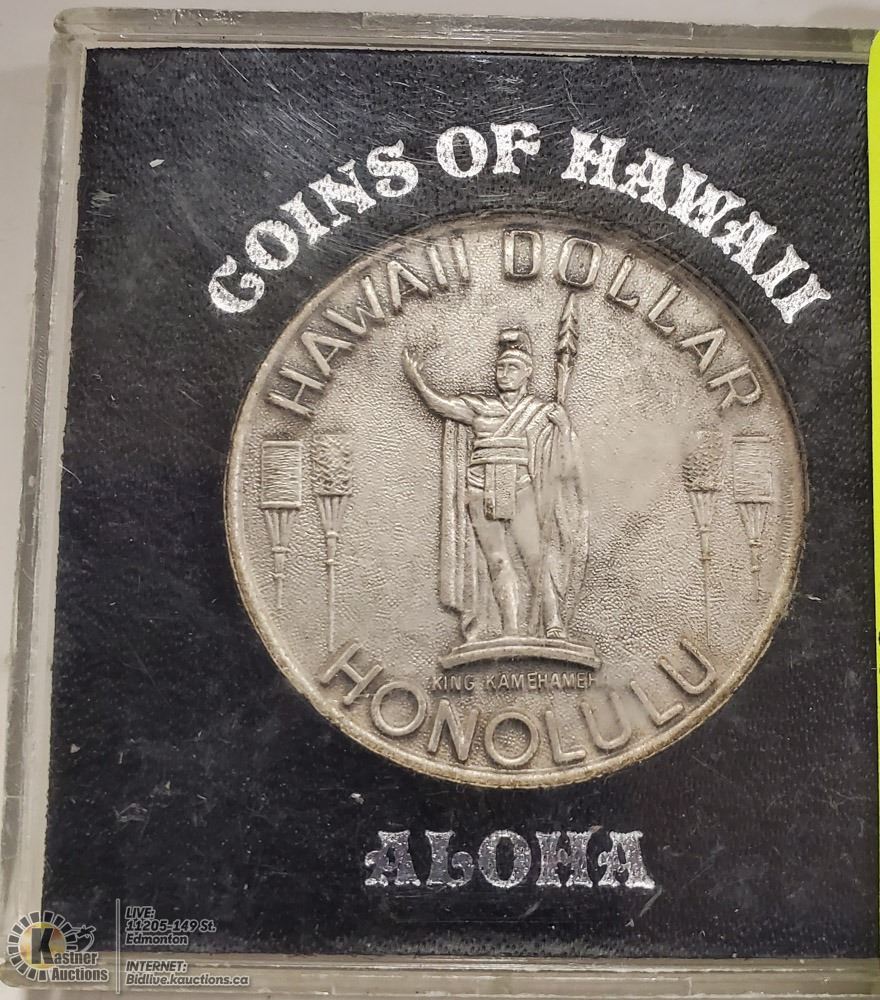 COINS OF HAWAII
HAWAII DOLLAR
KING KAMEHAMEH
HONOLULU
ALOHA
Kastner
Auctions
LIVE:
11205-149 St.
Edmonton
INTERNET:
Bidlive.kauctions.ca